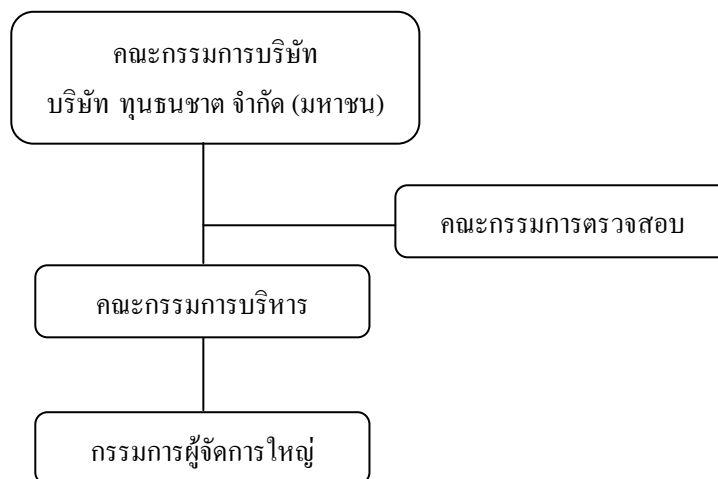 คณะกรรมการบริษัท
บริษัท ทุนธนชาต จำกัด (มหาชน)
คณะกรรมการตรวจสอบ
คณะกรรมการบริหาร
กรรมการผู้จัดการใหญ่